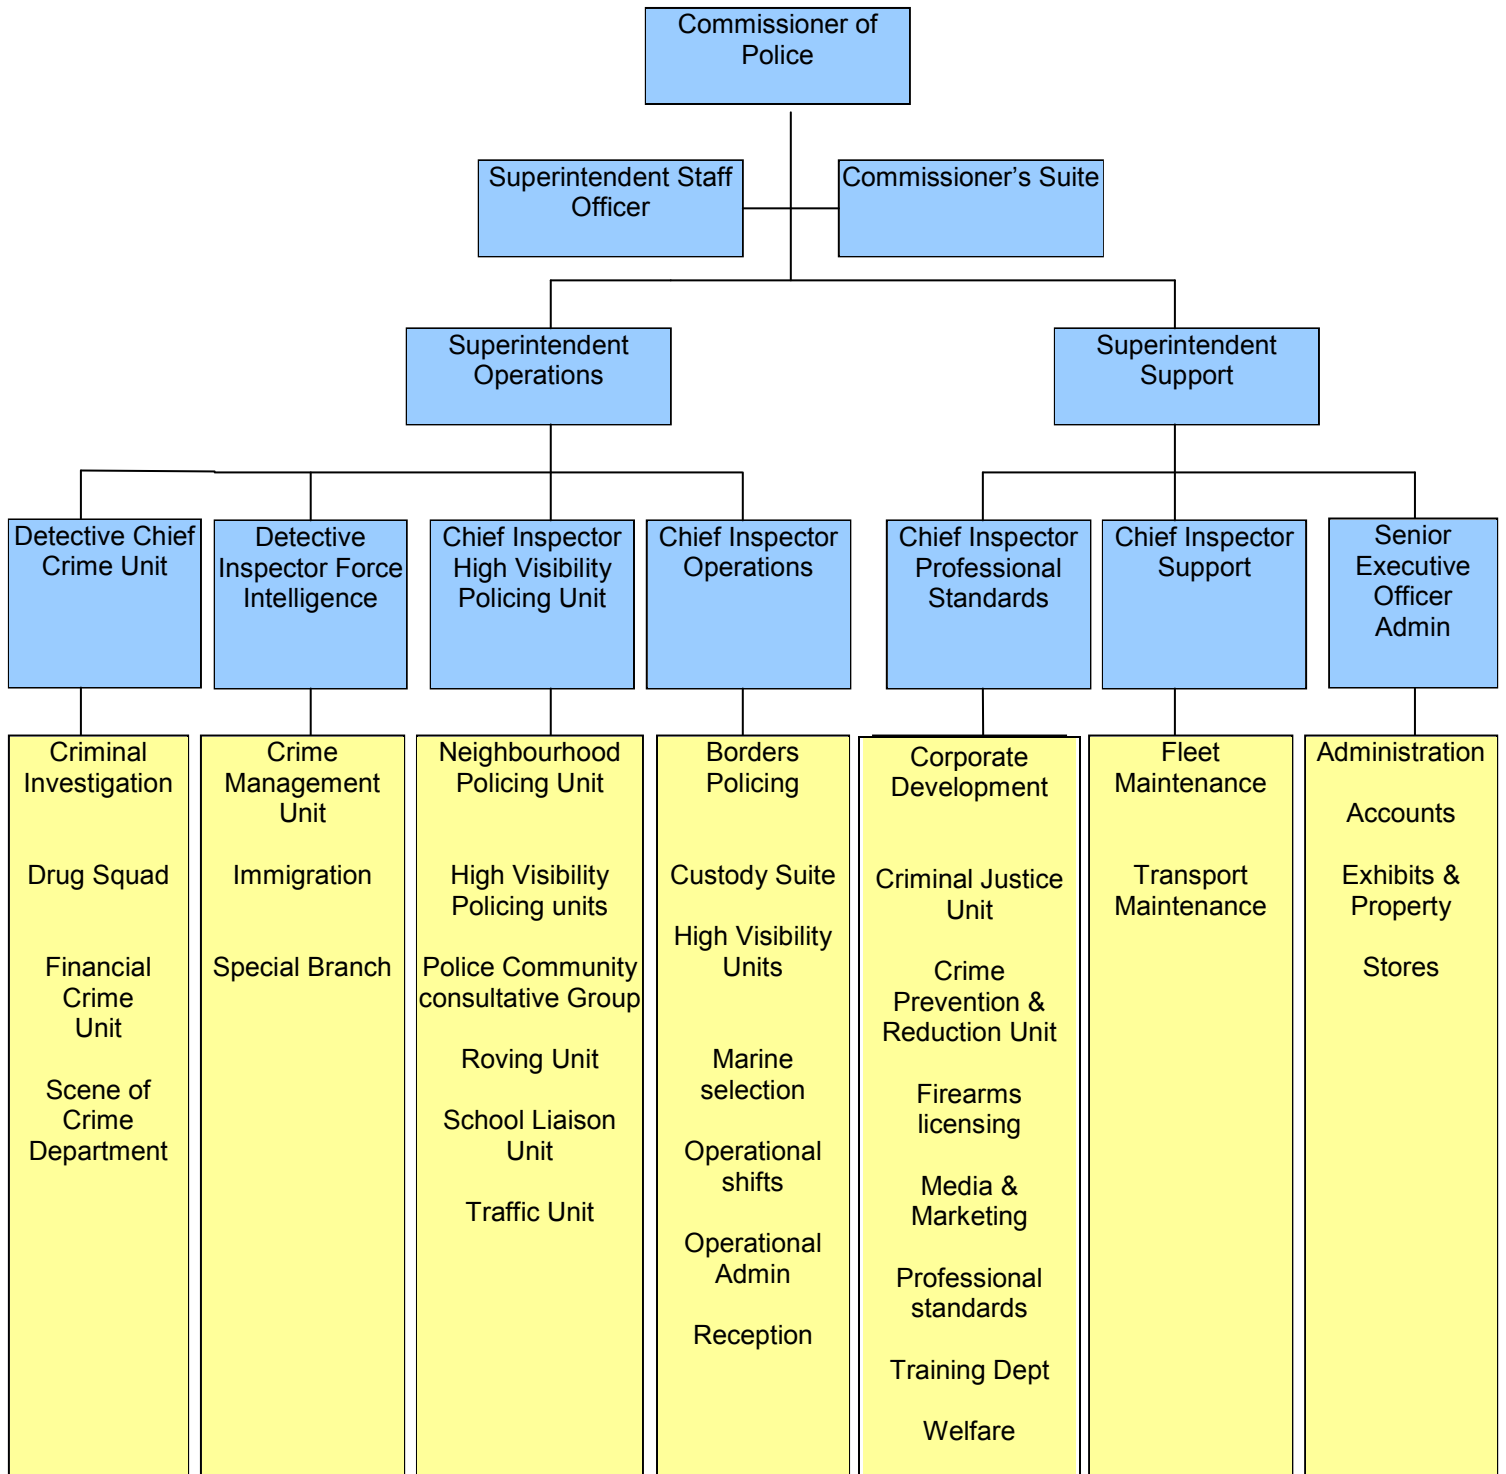 Commissioner of
Police
Superintendent Staff
Officer
Commissioner’s Suite
Superintendent
Operations
Superintendent
Support
Detective Chief
Crime Unit
Detective
Inspector Force
Intelligence
Chief Inspector
High Visibility
Policing Unit
Chief Inspector
Operations
Chief Inspector
Professional
Standards
Chief Inspector
Support
Senior
Executive
Officer
Admin
Criminal
Investigation
Drug Squad
Financial
Crime
Unit
Scene of
Crime
Department
Crime
Management
Unit
Immigration
Special Branch
Neighbourhood
Policing Unit
High Visibility
Policing units
Police Community
consultative Group
Roving Unit
School Liaison
Unit
Traffic Unit
Borders
Policing
Custody Suite
High Visibility
Units
Marine
selection
Operational
shifts
Operational
Admin
Reception
Corporate
Development
Criminal Justice
Unit
Crime
Prevention &
Reduction Unit
Firearms
licensing
Media &
Marketing
Professional
standards
Training Dept
Welfare
Fleet
Maintenance
Transport
Maintenance
Administration
Accounts
Exhibits &
Property
Stores